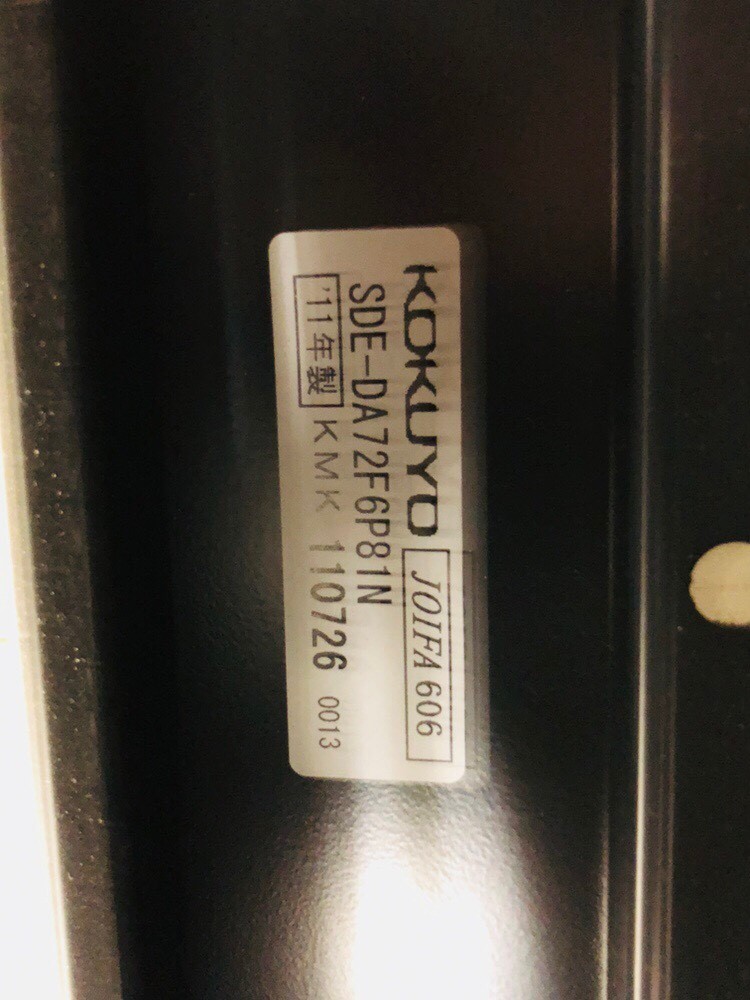 KOKUYO JOIFA 606
SDE-DA72F6P81N
'11年製 KMK 110726 0013